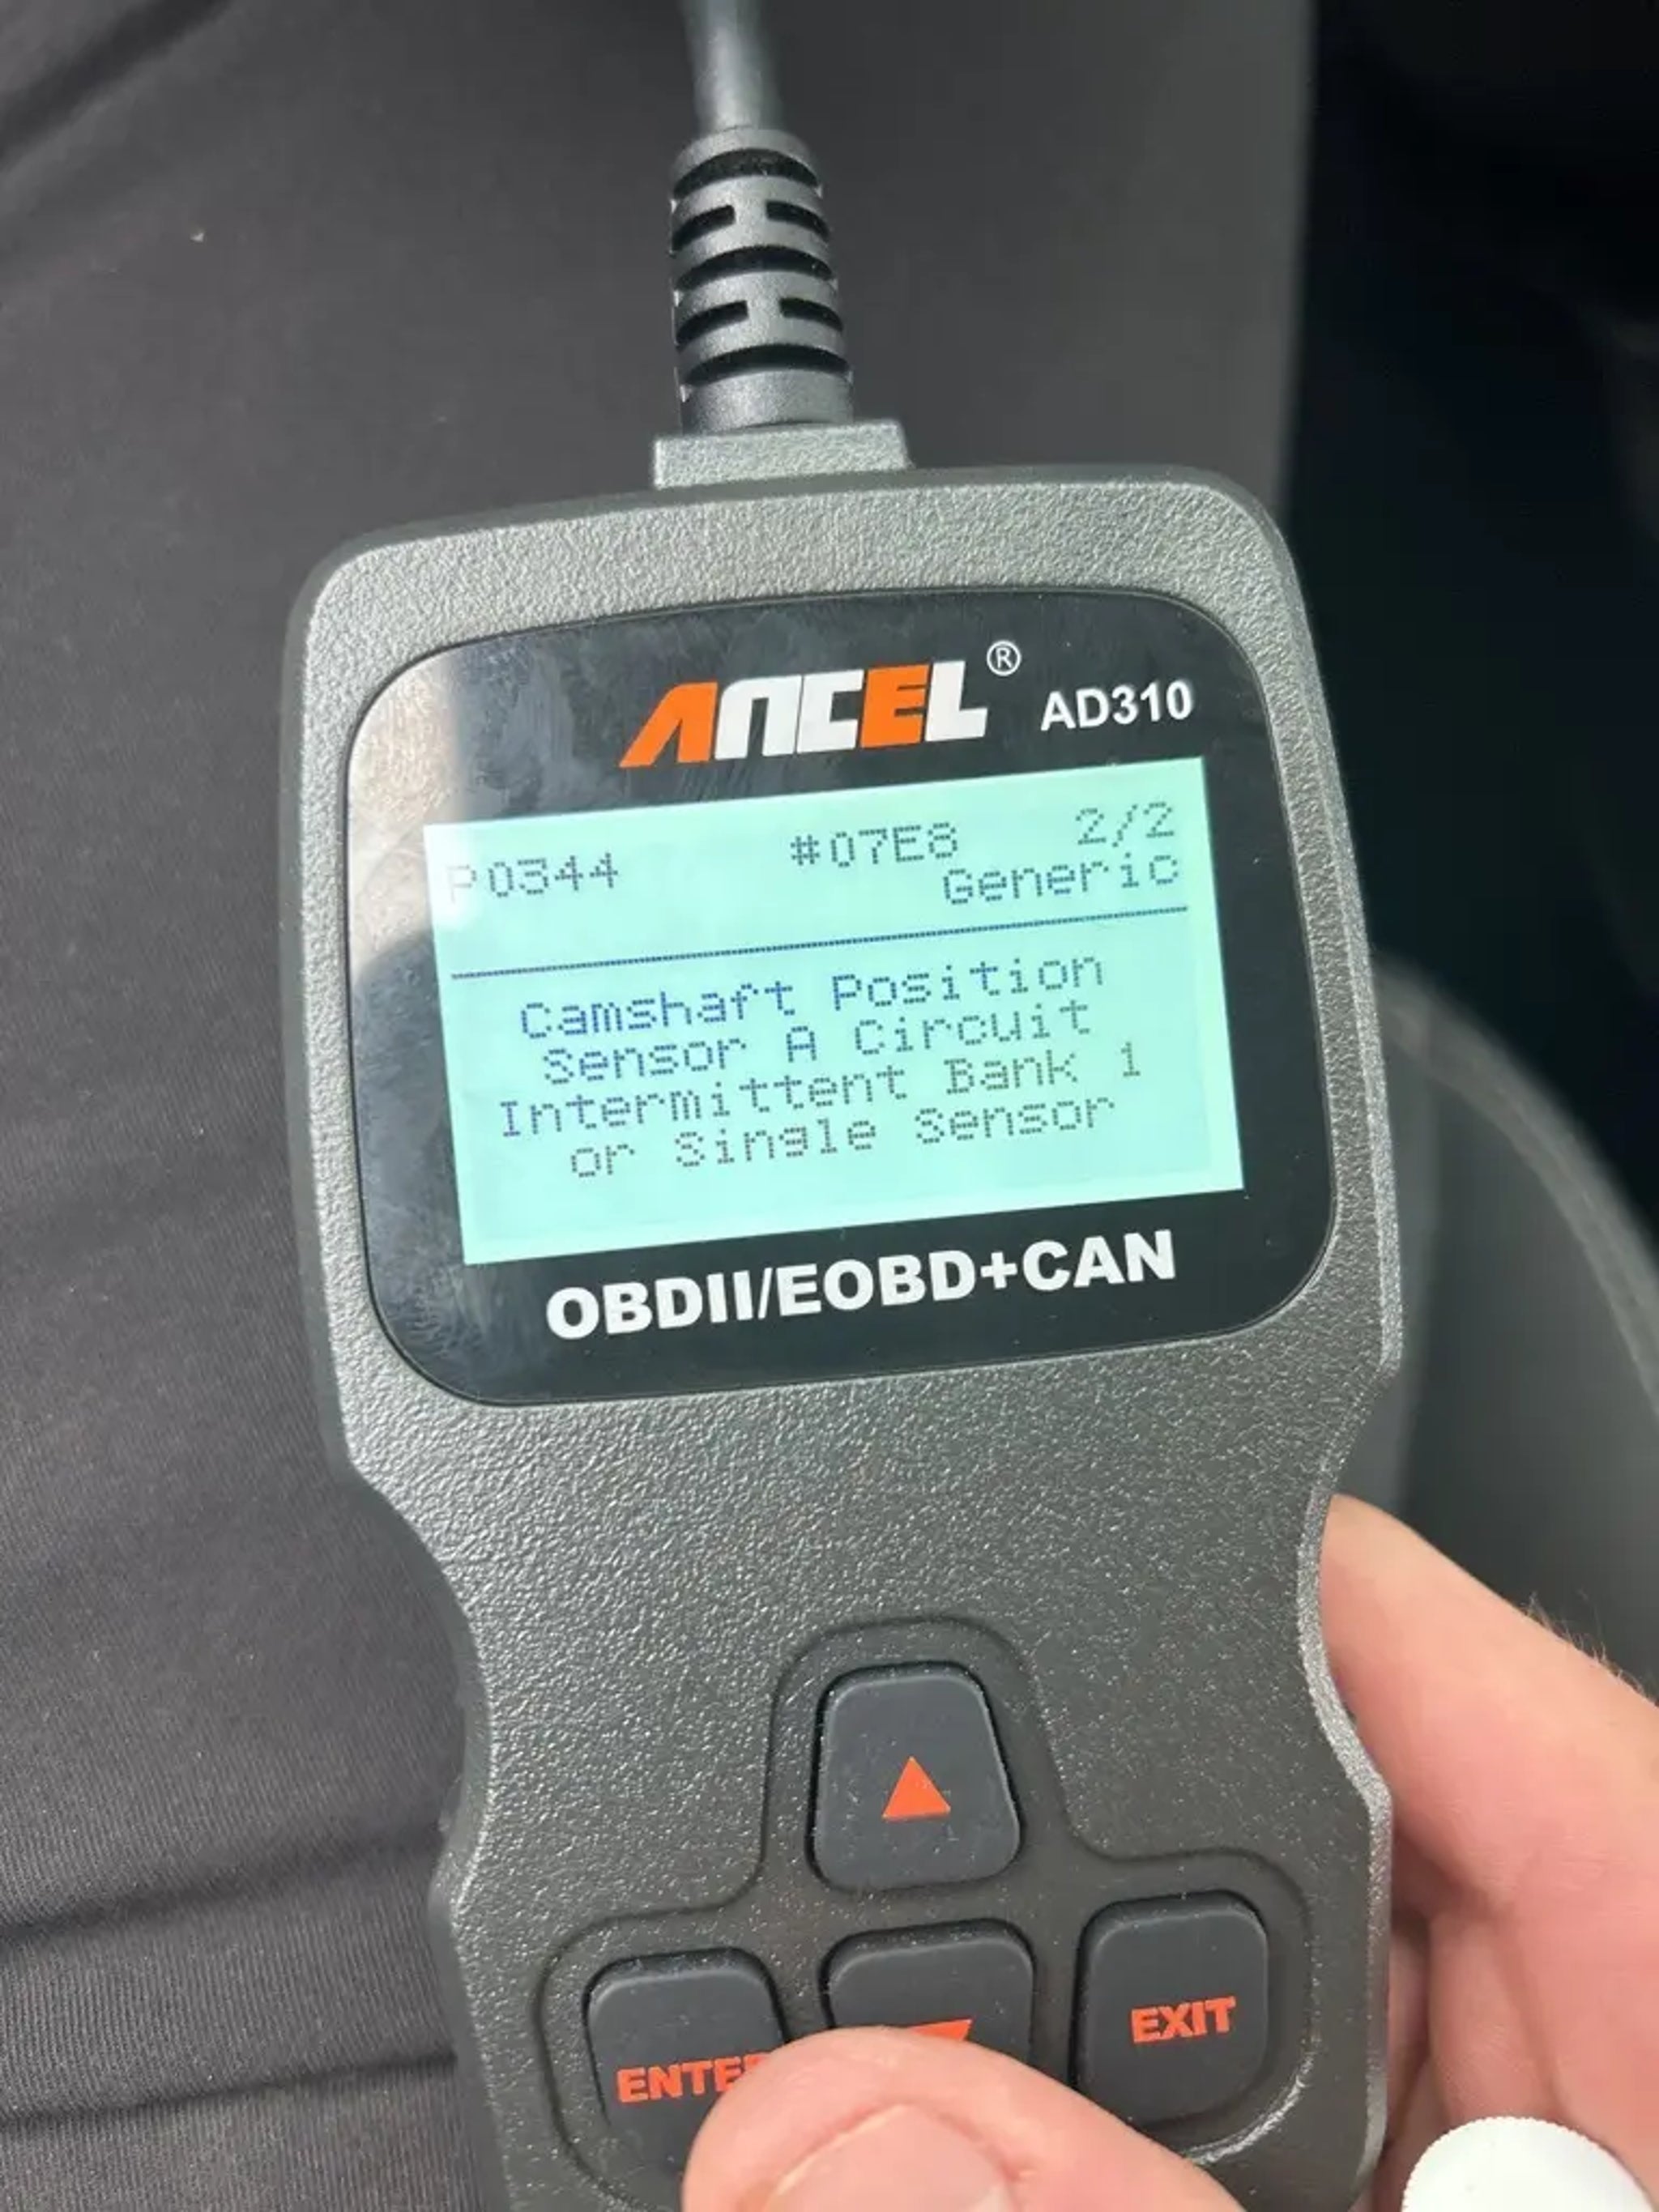 ANCEL® AD310
P0344 #07E8 2/2
Generic
Camshaft Position
Sensor A Circuit
Intermittent Bank 1
or Single Sensor
OBDII/EOBD+CAN
ENTER
EXIT